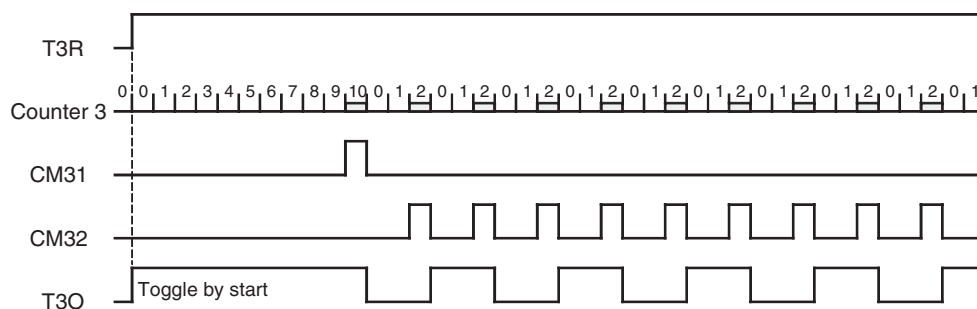 T3R
0 0 1 2 3 4 5 6 7 8 9 10 0 1 2 0 1 2 0 1 2 0 1 2 0 1 2 0 1 2 0 1 2 0 1 2 0 1 2 0 1
Counter 3
CM31
CM32
Toggle by start
T3O